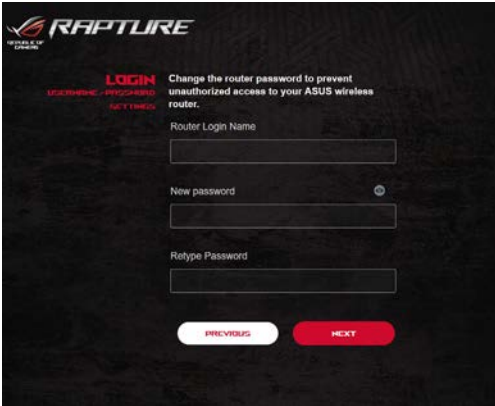 RAPTURE
REPUBLIC OF
GAMERS
LOGIN
USERNAME / PASSWORD
SETTINGS
Change the router password to prevent
unauthorized access to your ASUS wireless
router.
Router Login Name
New password
Retype Password
PREVIOUS
NEXT